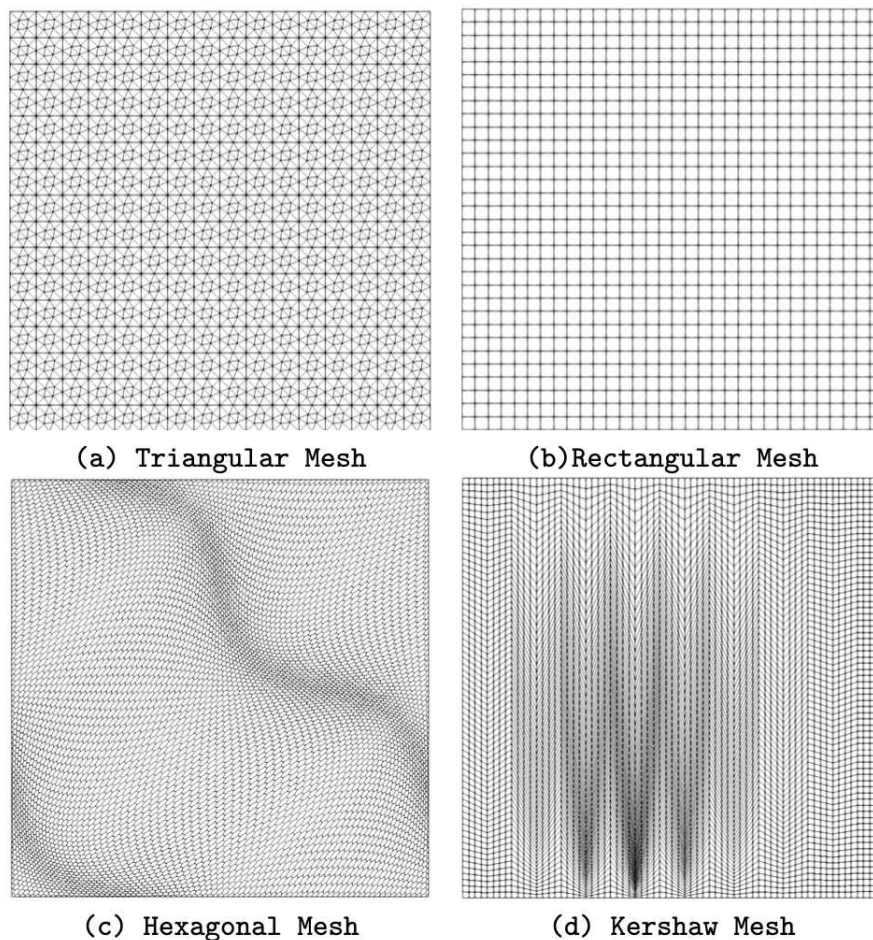 (a) Triangular Mesh
(b)Rectangular Mesh
(c) Hexagonal Mesh
(d) Kershaw Mesh